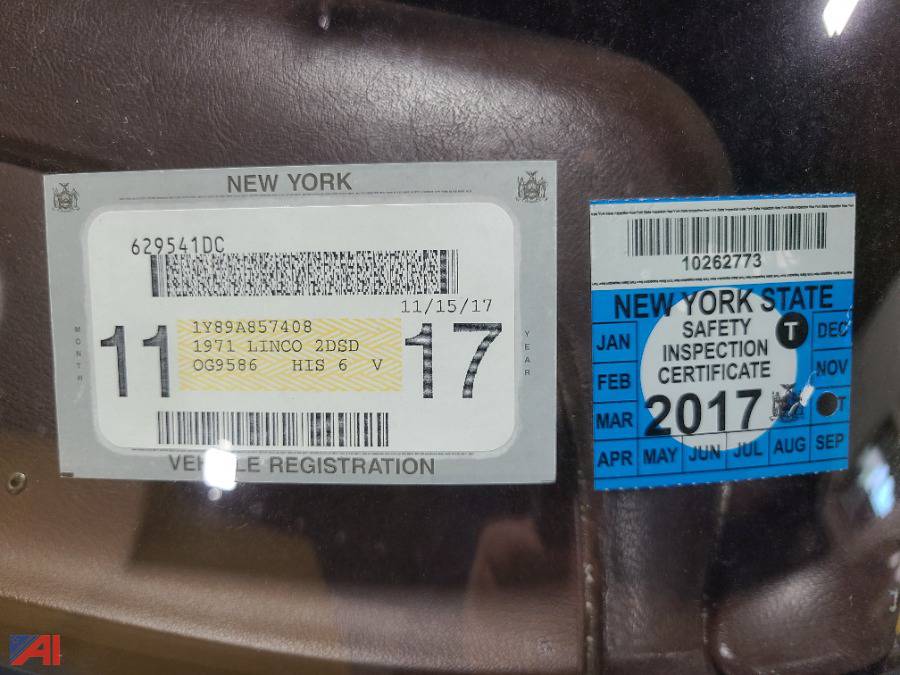 NEW YORK
629541DC
11/15/17
MONTH
11
1Y89A857408
1971 LINCO 2DSD
OG9586 HIS 6 V
17
YEAR
VEHICLE REGISTRATION
10262773
NEW YORK STATE
SAFETY
INSPECTION
CERTIFICATE
2017
T
JAN
FEB
MAR
APR
MAY
JUN
JUL
AUG
SEP
NOV
DEC
AI